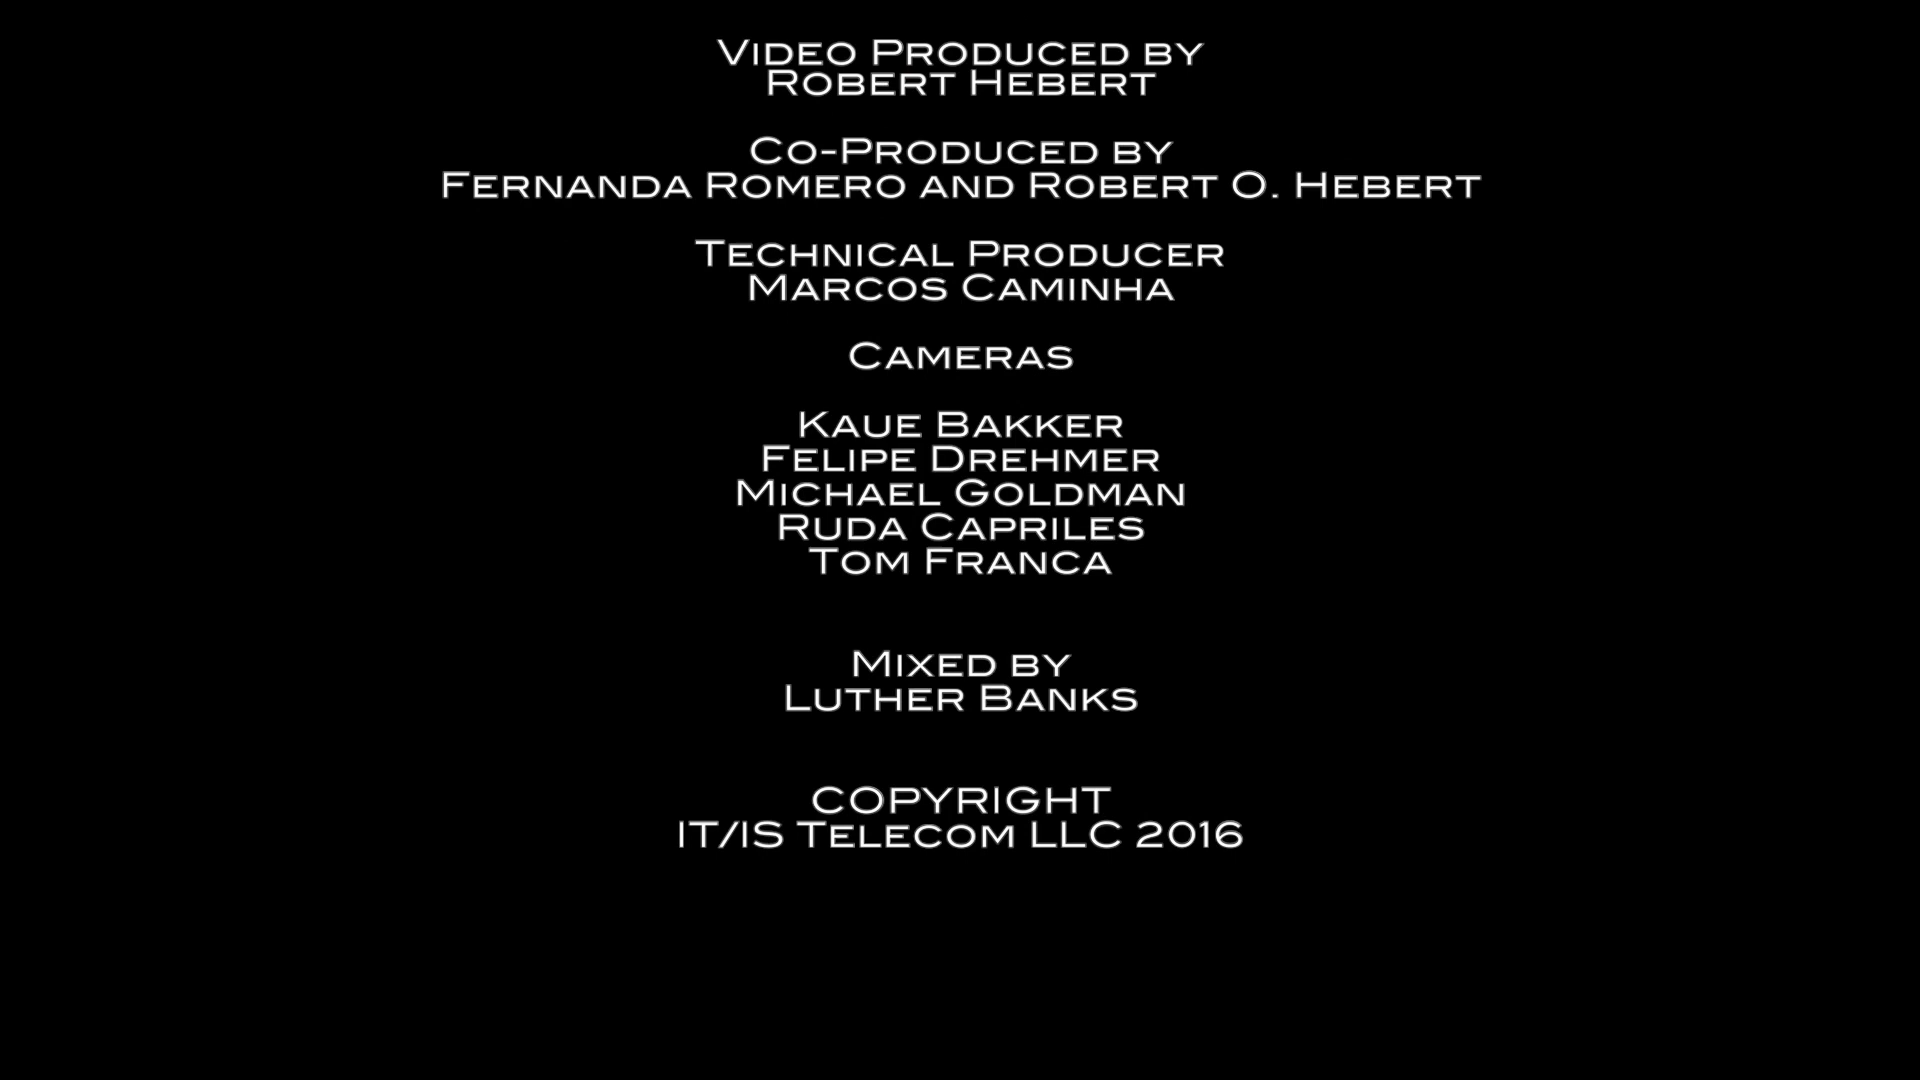 Video Produced by
Robert Hebert
Co-Produced by
Fernanda Romero and Robert O. Hebert
Technical Producer
Marcos Caminha
Cameras
Kaue Bakker
Felipe Drehmer
Michael Goldman
Ruda Capriles
Tom Franca
Mixed by
Luther Banks
COPYRIGHT
IT/IS Telecom LLC 2016